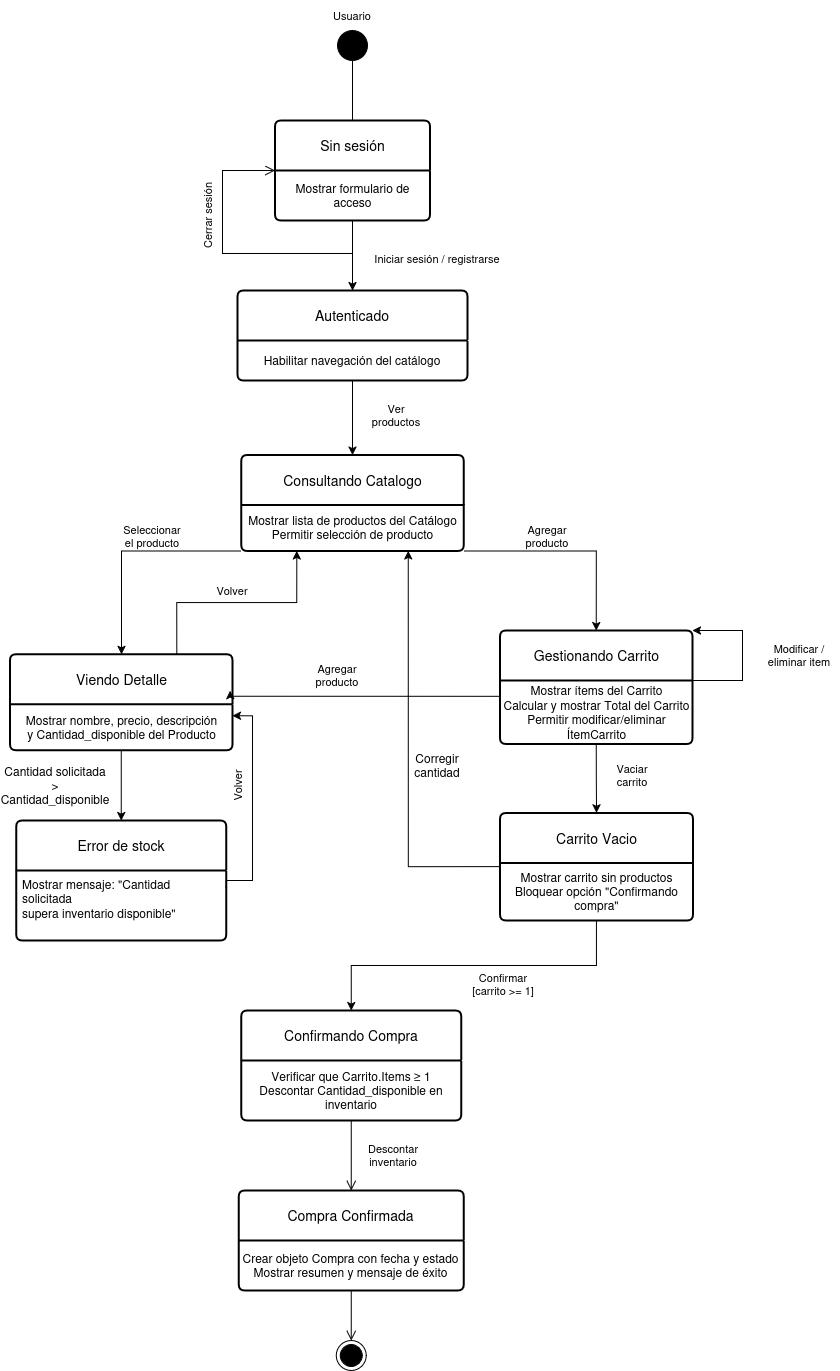 Usuario
Sin sesión
Mostrar formulario de
acceso
Cerrar sesión
Iniciar sesión / registrarse
Autenticado
Habilitar navegación del catálogo
Ver
productos
Consultando Catalogo
Mostrar lista de productos del Catálogo
Permitir selección de producto
Seleccionar
el producto
Agregar
producto
Volver
Viendo Detalle
Mostrar nombre, precio, descripción
y Cantidad_disponible del Producto
Agregar
producto
Gestionando Carrito
Mostrar ítems del Carrito
Calcular y mostrar Total del Carrito
Permitir modificar/eliminar
ÍtemCarrito
Modificar /
eliminar item
Cantidad solicitada
>
Cantidad_disponible
Volver
Corregir
cantidad
Vaciar
carrito
Error de stock
Mostrar mensaje: "Cantidad
solicitada
supera inventario disponible"
Carrito Vacio
Mostrar carrito sin productos
Bloquear opción "Confirmando
compra"
Confirmar
[carrito >= 1]
Confirmando Compra
Verificar que Carrito.Items ≥ 1
Descontar Cantidad_disponible en
inventario
Descontar
inventario
Compra Confirmada
Crear objeto Compra con fecha y estado
Mostrar resumen y mensaje de éxito